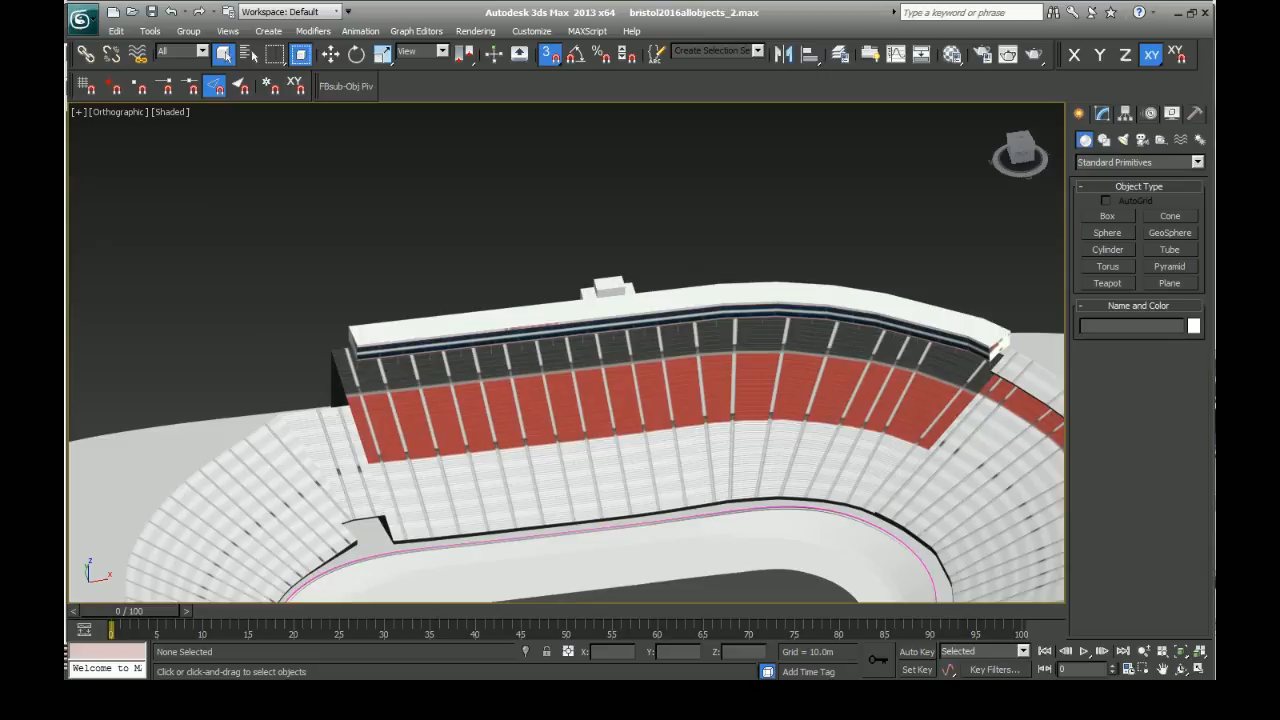 Workspace: Default
Autodesk 3ds Max 2013 x64 bristol2016allobjects_2.max
Type a keyword or phrase
Edit Tools Group Views Create Modifiers Animation Graph Editors Rendering Customize MAXScript Help
All
View
3
Create Selection Se
X Y Z XY XY
XY
FBsub-Obj Piv
[+] [Orthographic] [Shaded]
Standard Primitives
- Object Type
AutoGrid
Box Cone
Sphere GeoSphere
Cylinder Tube
Torus Pyramid
Teapot Plane
- Name and Color
z
x
< 0 / 100 >
0 5 10 15 20 25 30 35 40 45 50 55 60 65 70 75 80 85 90 95 100
None Selected
X: Y: Z: Grid = 10.0m
Auto Key Selected
Welcome to M
Click or click-and-drag to select objects
Add Time Tag
Set Key Key Filters...
0